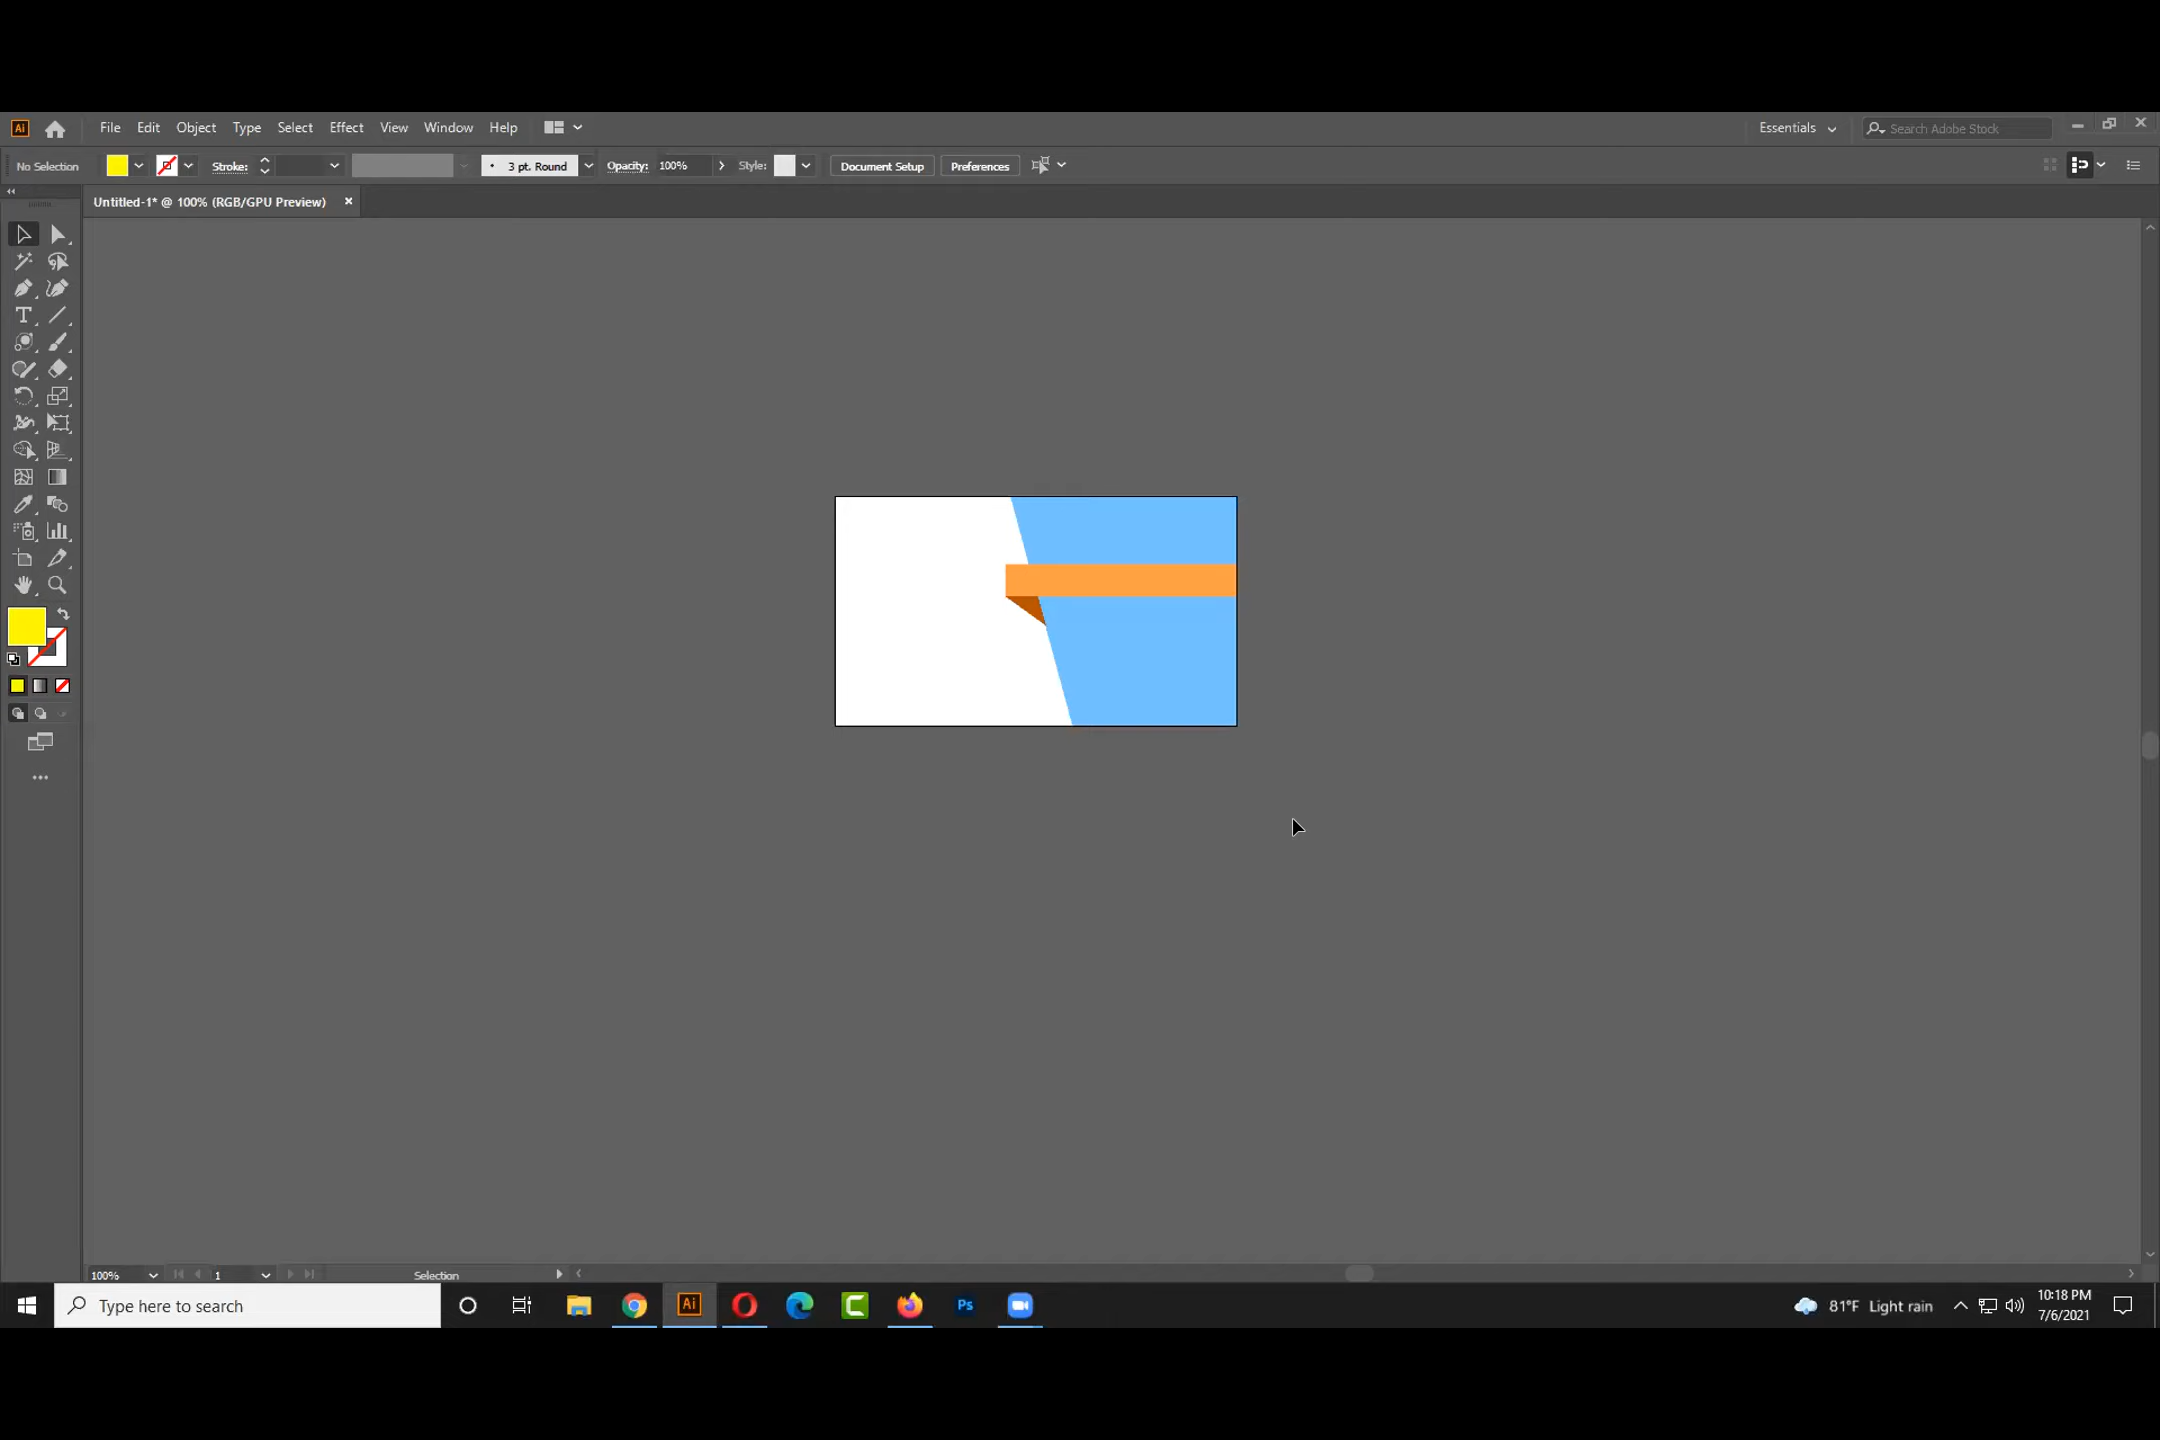 Ai File Edit Object Type Select Effect View Window Help Essentials Search Adobe Stock
No Selection Stroke: 3 pt. Round Opacity: 100% Style: Document Setup Preferences
Untitled-1* @ 100% (RGB/GPU Preview) ×
T
100% 1 Selection
Type here to search Ai Ps 81°F Light rain 10:18 PM
7/6/2021